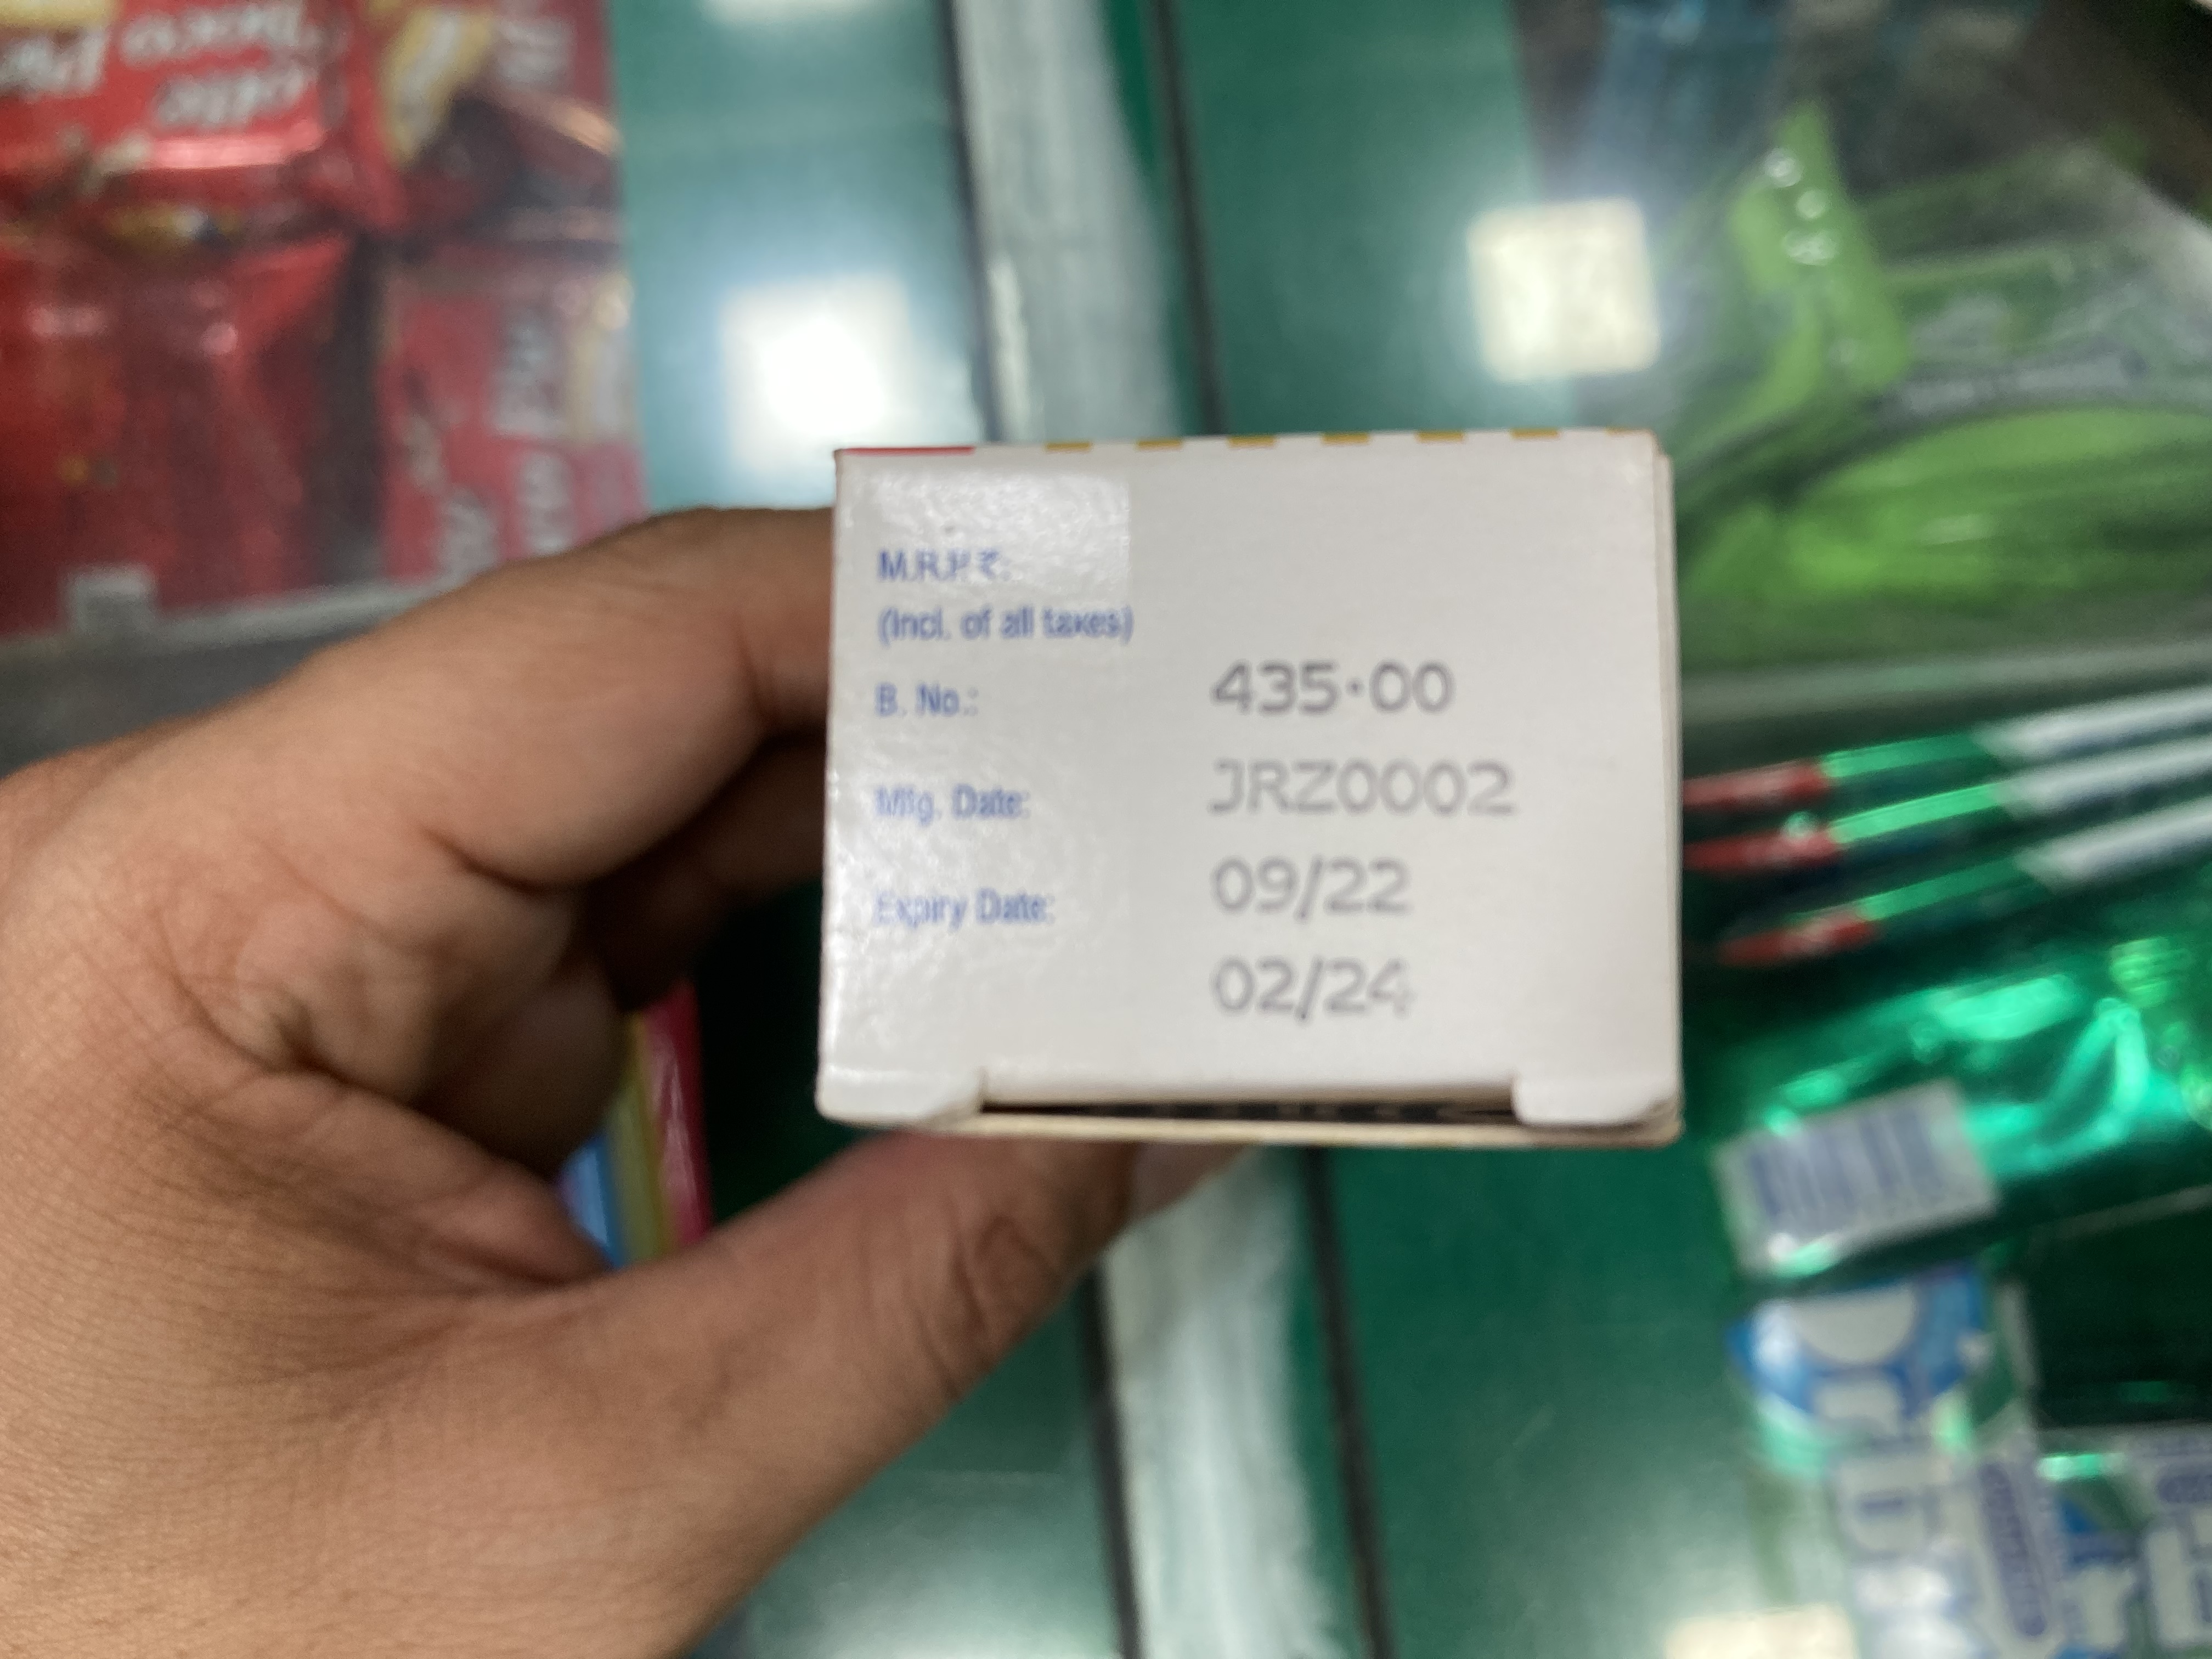 M.R.P. ₹:
(Incl. of all taxes)
B. No.:
435.00
Mfg. Date:
JRZ0002
Expiry Date:
09/22
02/24